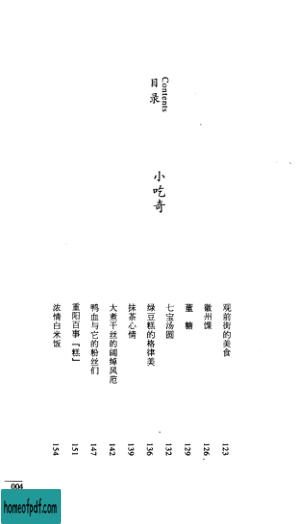 目录
Contents
小吃奇
观前街的美食 123
徽州馃 126
薑糖 129
七宝汤圆 132
绿豆糕的格律美 136
抹茶心情 139
大煮干丝的阔绰风范 142
鸭血与它的粉丝们 147
重阳百事「糕」 151
浓情白米饭 154
004
homeofpdf.com